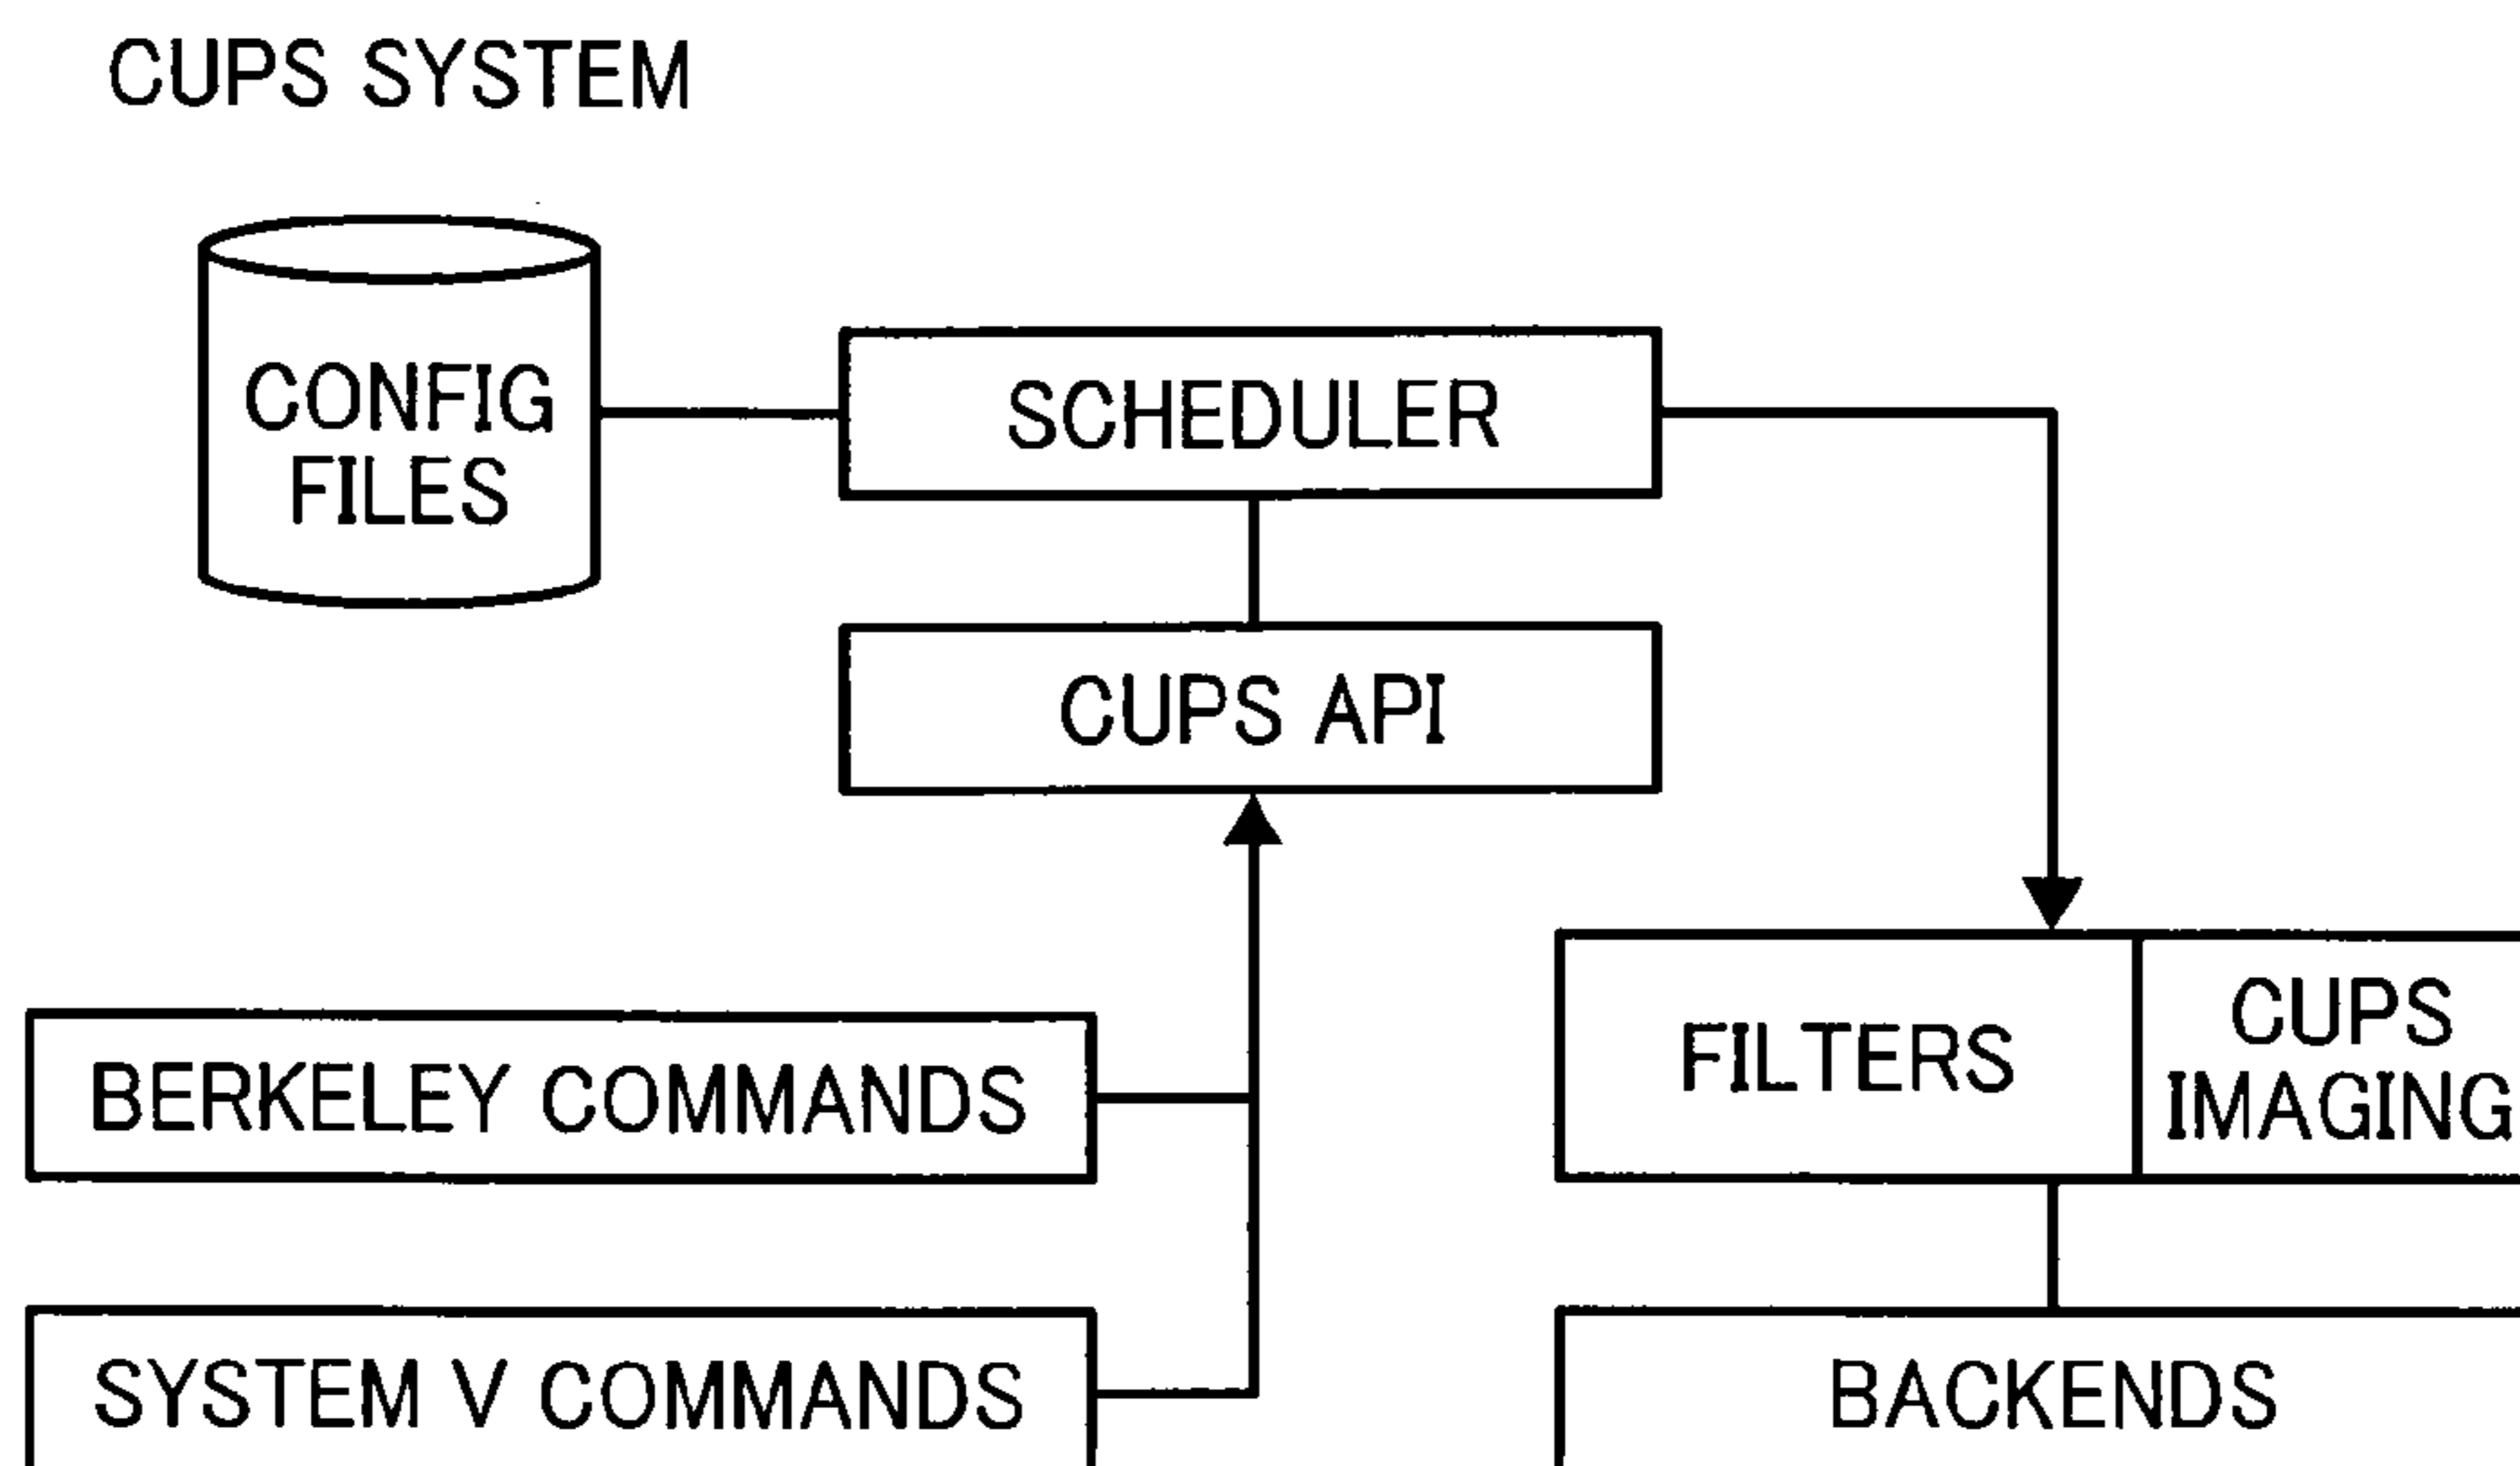 CUPS SYSTEM
CONFIG
FILES
SCHEDULER
CUPS API
BERKELEY COMMANDS
FILTERS
CUPS
IMAGING
SYSTEM V COMMANDS
BACKENDS